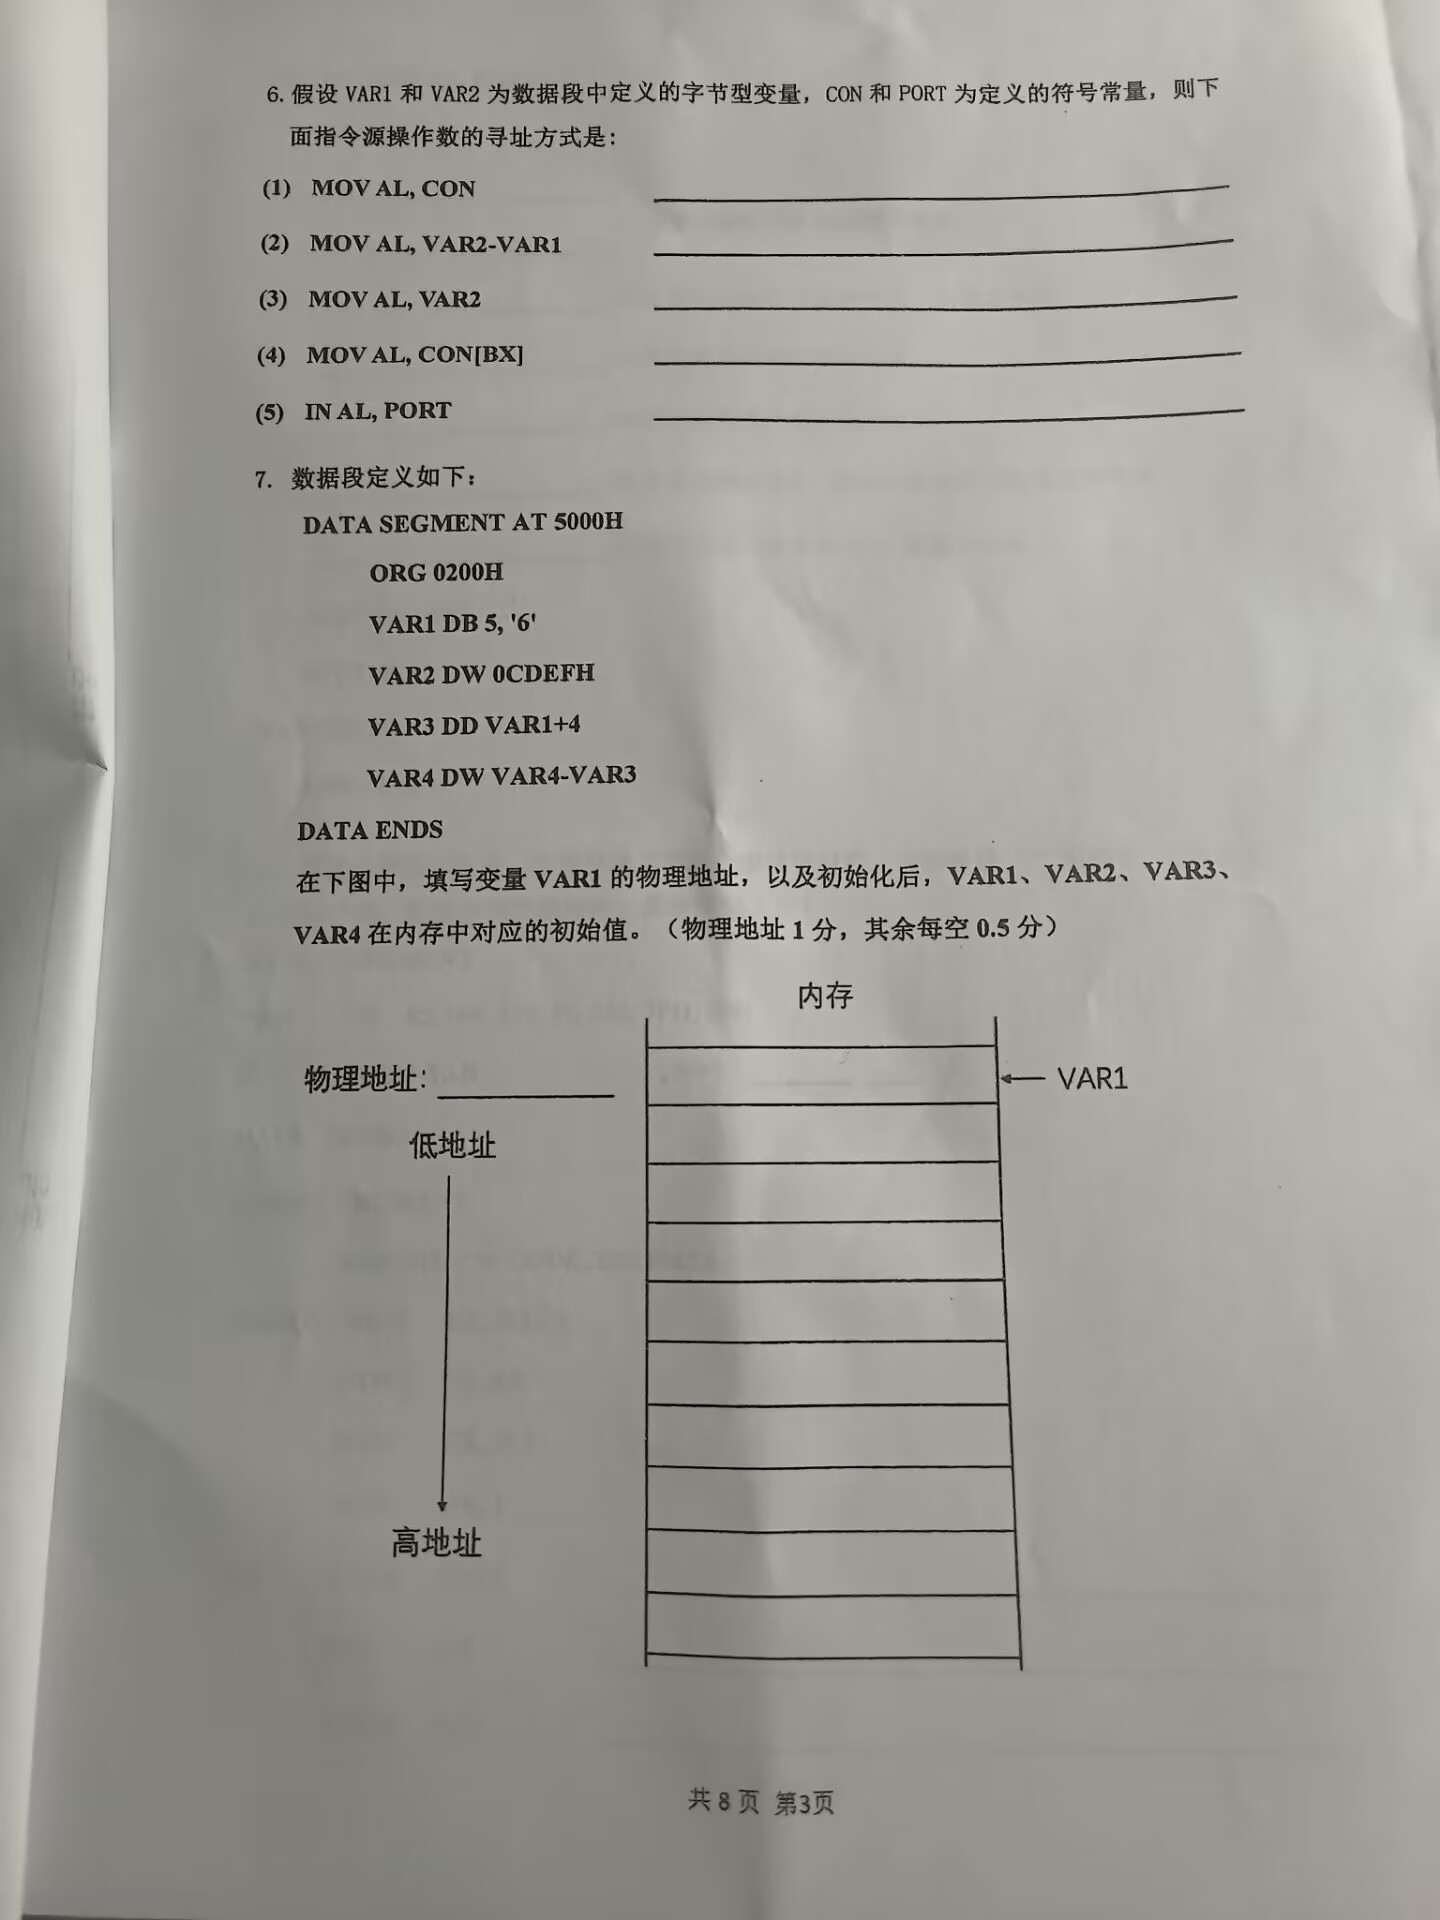 6. 假设 VAR1 和 VAR2 为数据段中定义的字节型变量，CON 和 PORT 为定义的符号常量，则下
面指令源操作数的寻址方式是：
(1) MOV AL, CON
(2) MOV AL, VAR2-VAR1
(3) MOV AL, VAR2
(4) MOV AL, CON[BX]
(5) IN AL, PORT
7. 数据段定义如下：
DATA SEGMENT AT 5000H
ORG 0200H
VAR1 DB 5, '6'
VAR2 DW 0CDEFH
VAR3 DD VAR1+4
VAR4 DW VAR4-VAR3
DATA ENDS
在下图中，填写变量 VAR1 的物理地址，以及初始化后，VAR1、VAR2、VAR3、
VAR4 在内存中对应的初始值。（物理地址 1 分，其余每空 0.5 分）
内存
物理地址：
VAR1
低地址
高地址
共 8 页 第3页